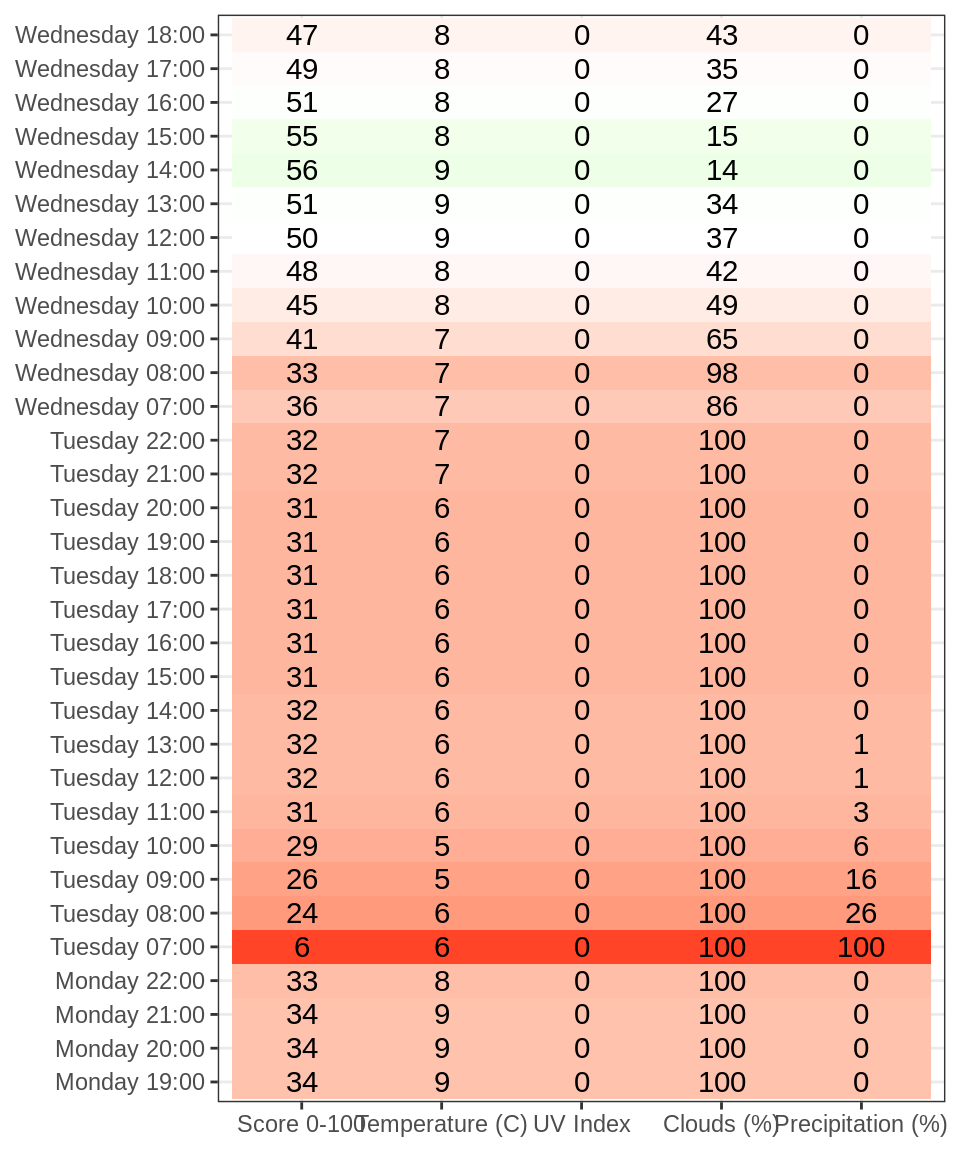 Wednesday 18:00 47 8 0 43 0
Wednesday 17:00 49 8 0 35 0
Wednesday 16:00 51 8 0 27 0
Wednesday 15:00 55 8 0 15 0
Wednesday 14:00 56 9 0 14 0
Wednesday 13:00 51 9 0 34 0
Wednesday 12:00 50 9 0 37 0
Wednesday 11:00 48 8 0 42 0
Wednesday 10:00 45 8 0 49 0
Wednesday 09:00 41 7 0 65 0
Wednesday 08:00 33 7 0 98 0
Wednesday 07:00 36 7 0 86 0
Tuesday 22:00 32 7 0 100 0
Tuesday 21:00 32 7 0 100 0
Tuesday 20:00 31 6 0 100 0
Tuesday 19:00 31 6 0 100 0
Tuesday 18:00 31 6 0 100 0
Tuesday 17:00 31 6 0 100 0
Tuesday 16:00 31 6 0 100 0
Tuesday 15:00 31 6 0 100 0
Tuesday 14:00 32 6 0 100 0
Tuesday 13:00 32 6 0 100 1
Tuesday 12:00 32 6 0 100 1
Tuesday 11:00 31 6 0 100 3
Tuesday 10:00 29 5 0 100 6
Tuesday 09:00 26 5 0 100 16
Tuesday 08:00 24 6 0 100 26
Tuesday 07:00 6 6 0 100 100
Monday 22:00 33 8 0 100 0
Monday 21:00 34 9 0 100 0
Monday 20:00 34 9 0 100 0
Monday 19:00 34 9 0 100 0
Score 0-100 Temperature (C) UV Index Clouds (%) Precipitation (%)